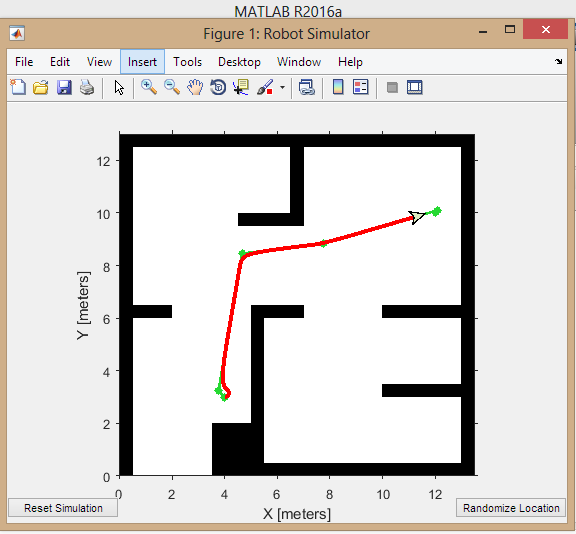 MATLAB R2016a
Figure 1: Robot Simulator
File Edit View Insert Tools Desktop Window Help
12
10
8
6
4
2
0
Y [meters]
0 2 4 6 8 10 12
X [meters]
Reset Simulation
Randomize Location